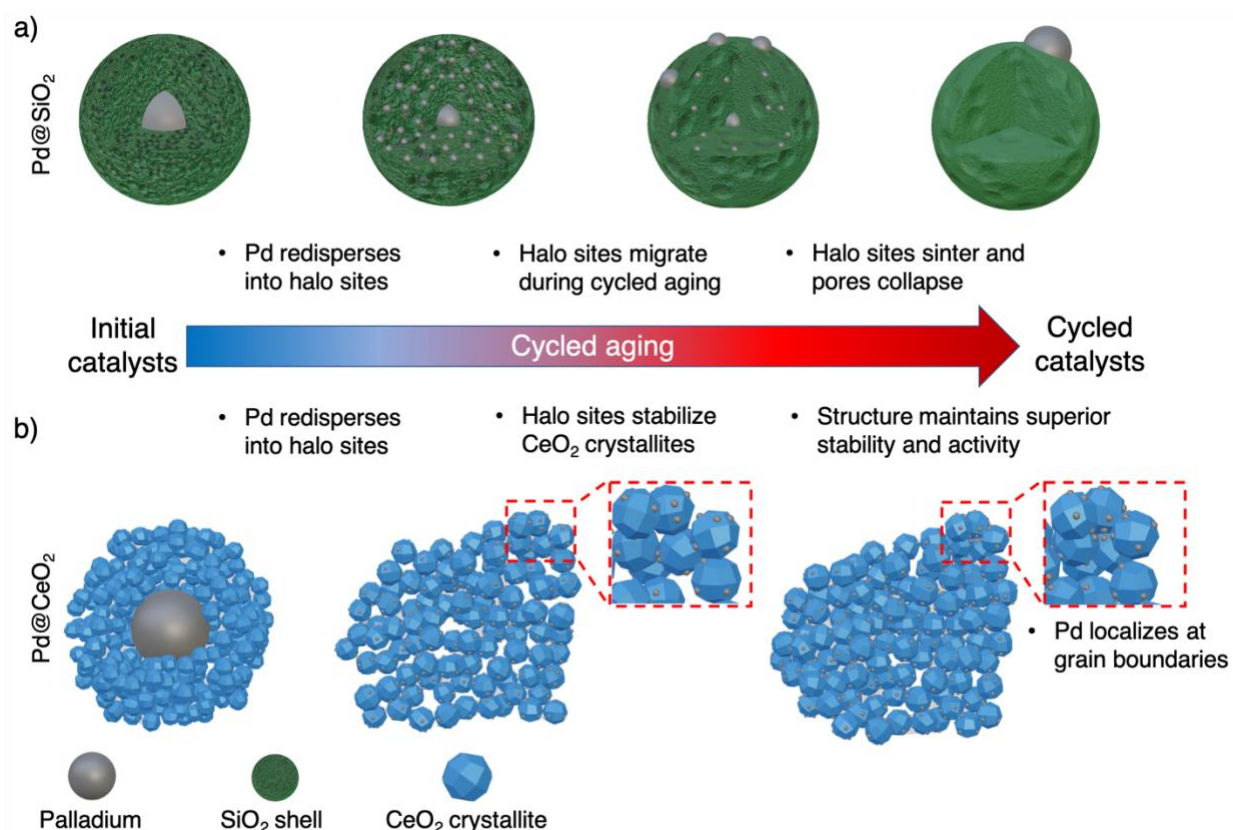 a)
Pd@SiO₂
• Pd redisperses
into halo sites
• Halo sites migrate
during cycled aging
• Halo sites sinter and
pores collapse
Initial
catalysts
Cycled aging
Cycled
catalysts
• Pd redisperses
into halo sites
• Halo sites stabilize
CeO₂ crystallites
• Structure maintains superior
stability and activity
b)
Pd@CeO₂
• Pd localizes at
grain boundaries
Palladium
SiO₂ shell
CeO₂ crystallite